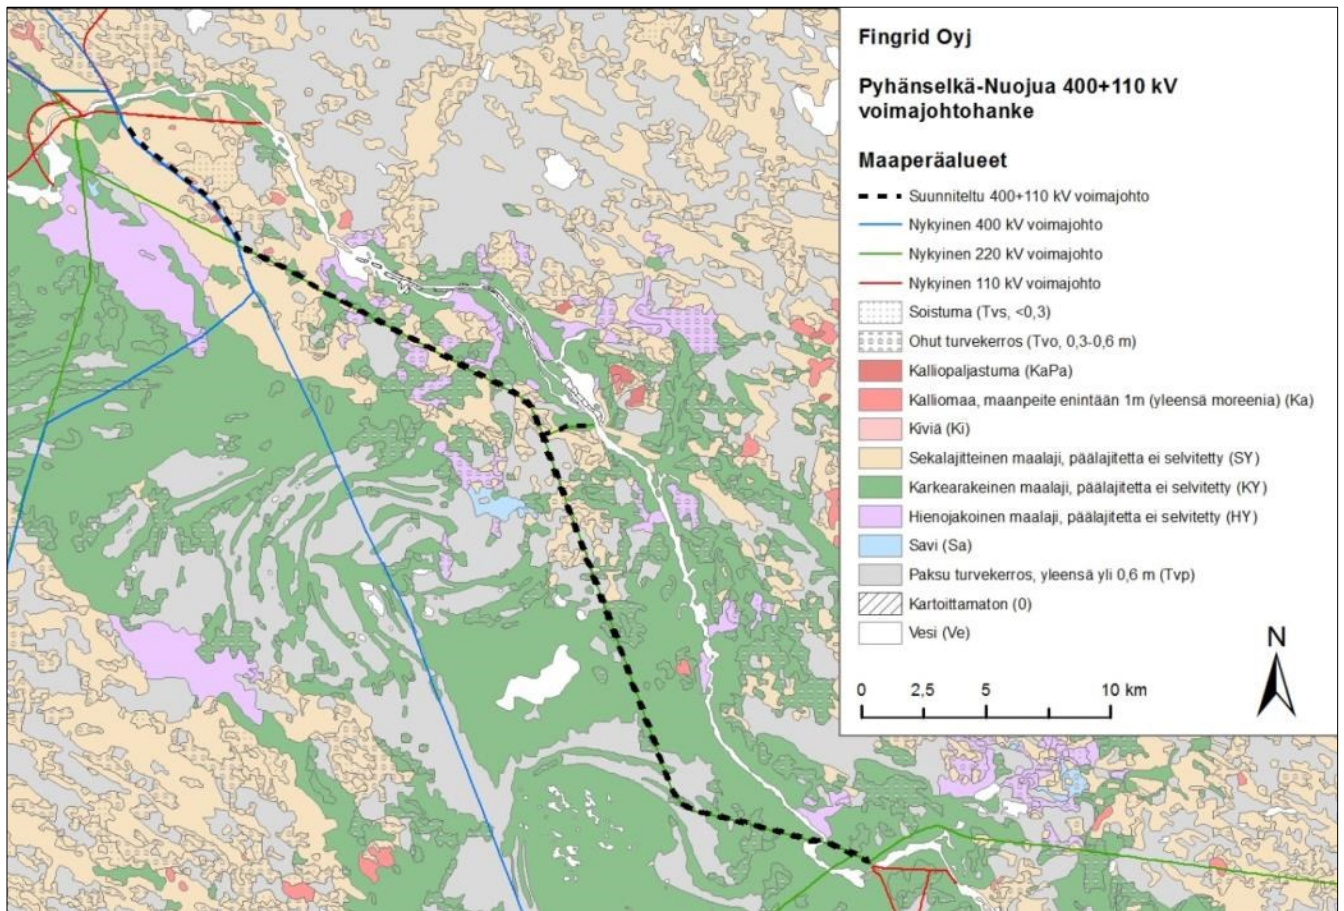 Fingrid Oyj
Pyhänselkä-Nuojua 400+110 kV
voimajohtohanke
Maaperäalueet
Suunniteltu 400+110 kV voimajohto
Nykyinen 400 kV voimajohto
Nykyinen 220 kV voimajohto
Nykyinen 110 kV voimajohto
Soistuma (Tvs, <0,3)
Ohut turvekerros (Tvo, 0,3-0,6 m)
Kalliopaljastuma (KaPa)
Kalliomaa, maanpeite enintään 1m (yleensä moreenia) (Ka)
Kiviä (Ki)
Sekalajitteinen maalaji, päälajitetta ei selvitetty (SY)
Karkearakeinen maalaji, päälajitetta ei selvitetty (KY)
Hienojakoinen maalaji, päälajitetta ei selvitetty (HY)
Savi (Sa)
Paksu turvekerros, yleensä yli 0,6 m (Tvp)
Kartoittamaton (0)
Vesi (Ve)
N
0 2,5 5 10 km